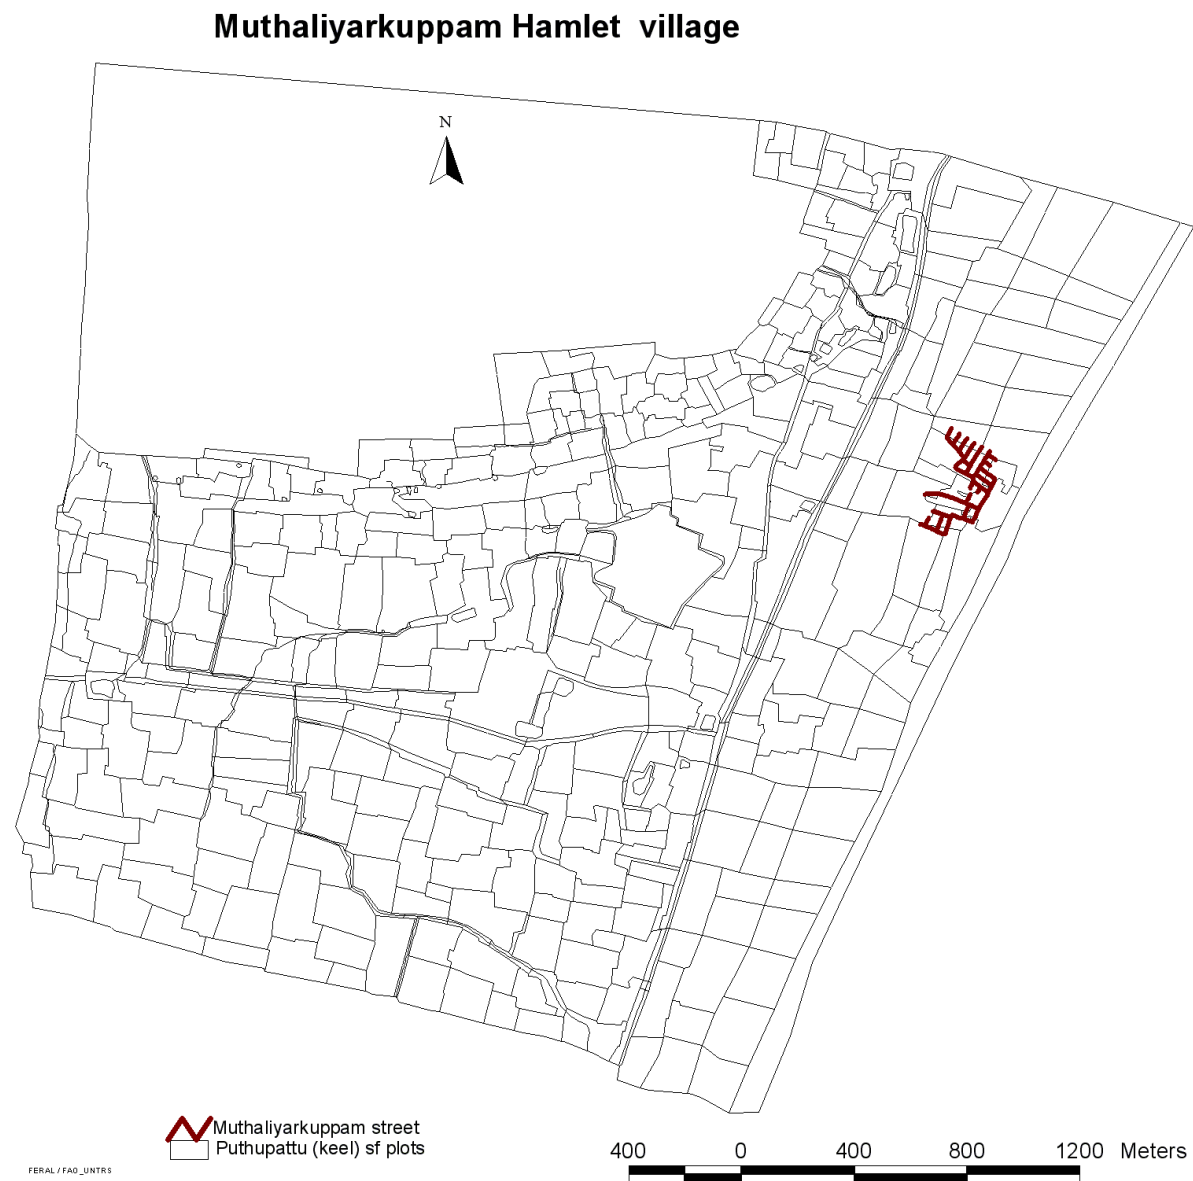 Muthaliyarkuppam Hamlet village
N
Muthaliyarkuppam street
Puthupattu (keel) sf plots
400 0 400 800 1200 Meters
FERAL / FAO_UNTRS